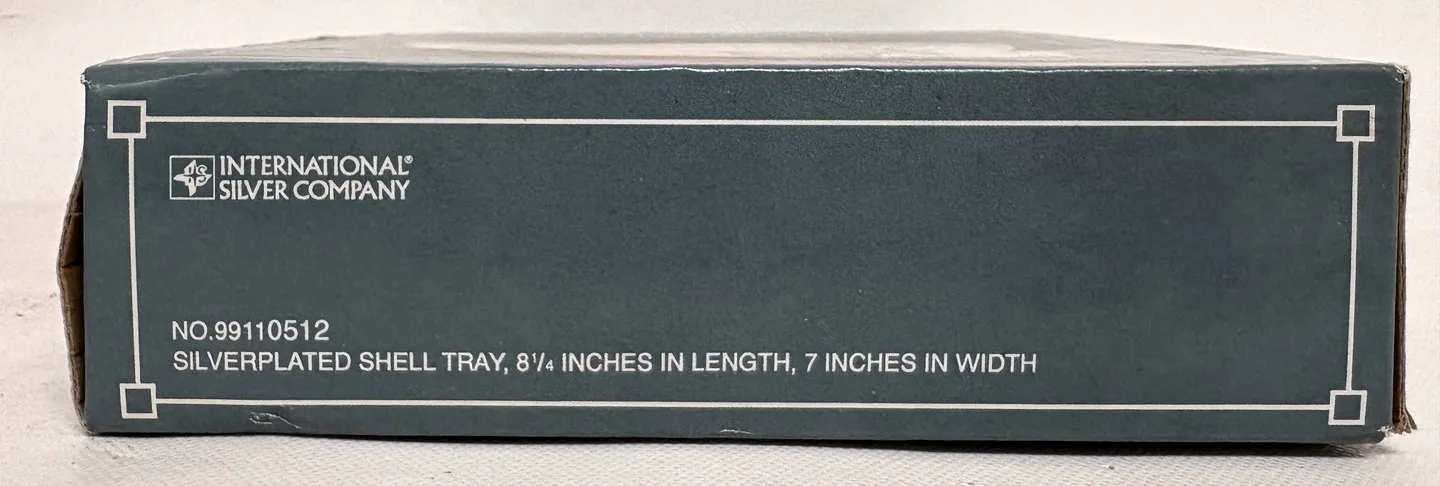 INTERNATIONAL®
SILVER COMPANY
NO.99110512
SILVERPLATED SHELL TRAY, 8¼ INCHES IN LENGTH, 7 INCHES IN WIDTH